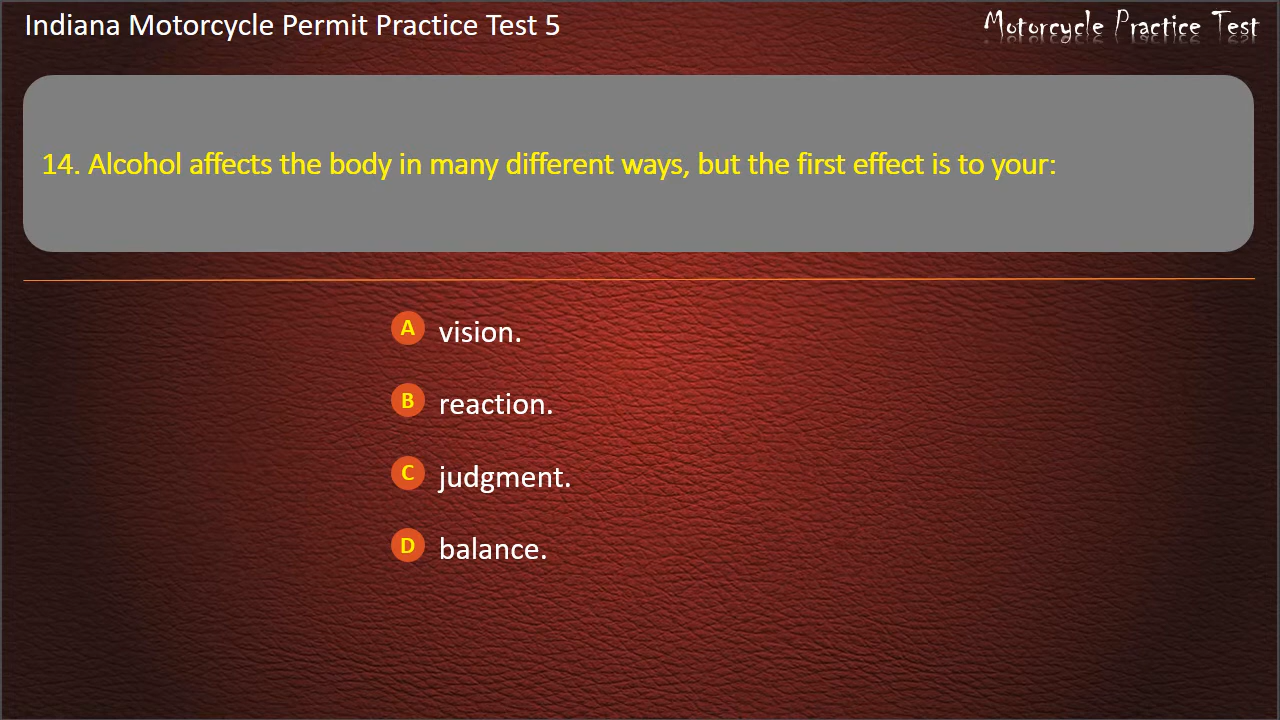 Indiana Motorcycle Permit Practice Test 5
Motorcycle Practice Test
14. Alcohol affects the body in many different ways, but the first effect is to your:
A vision.
B reaction.
C judgment.
D balance.